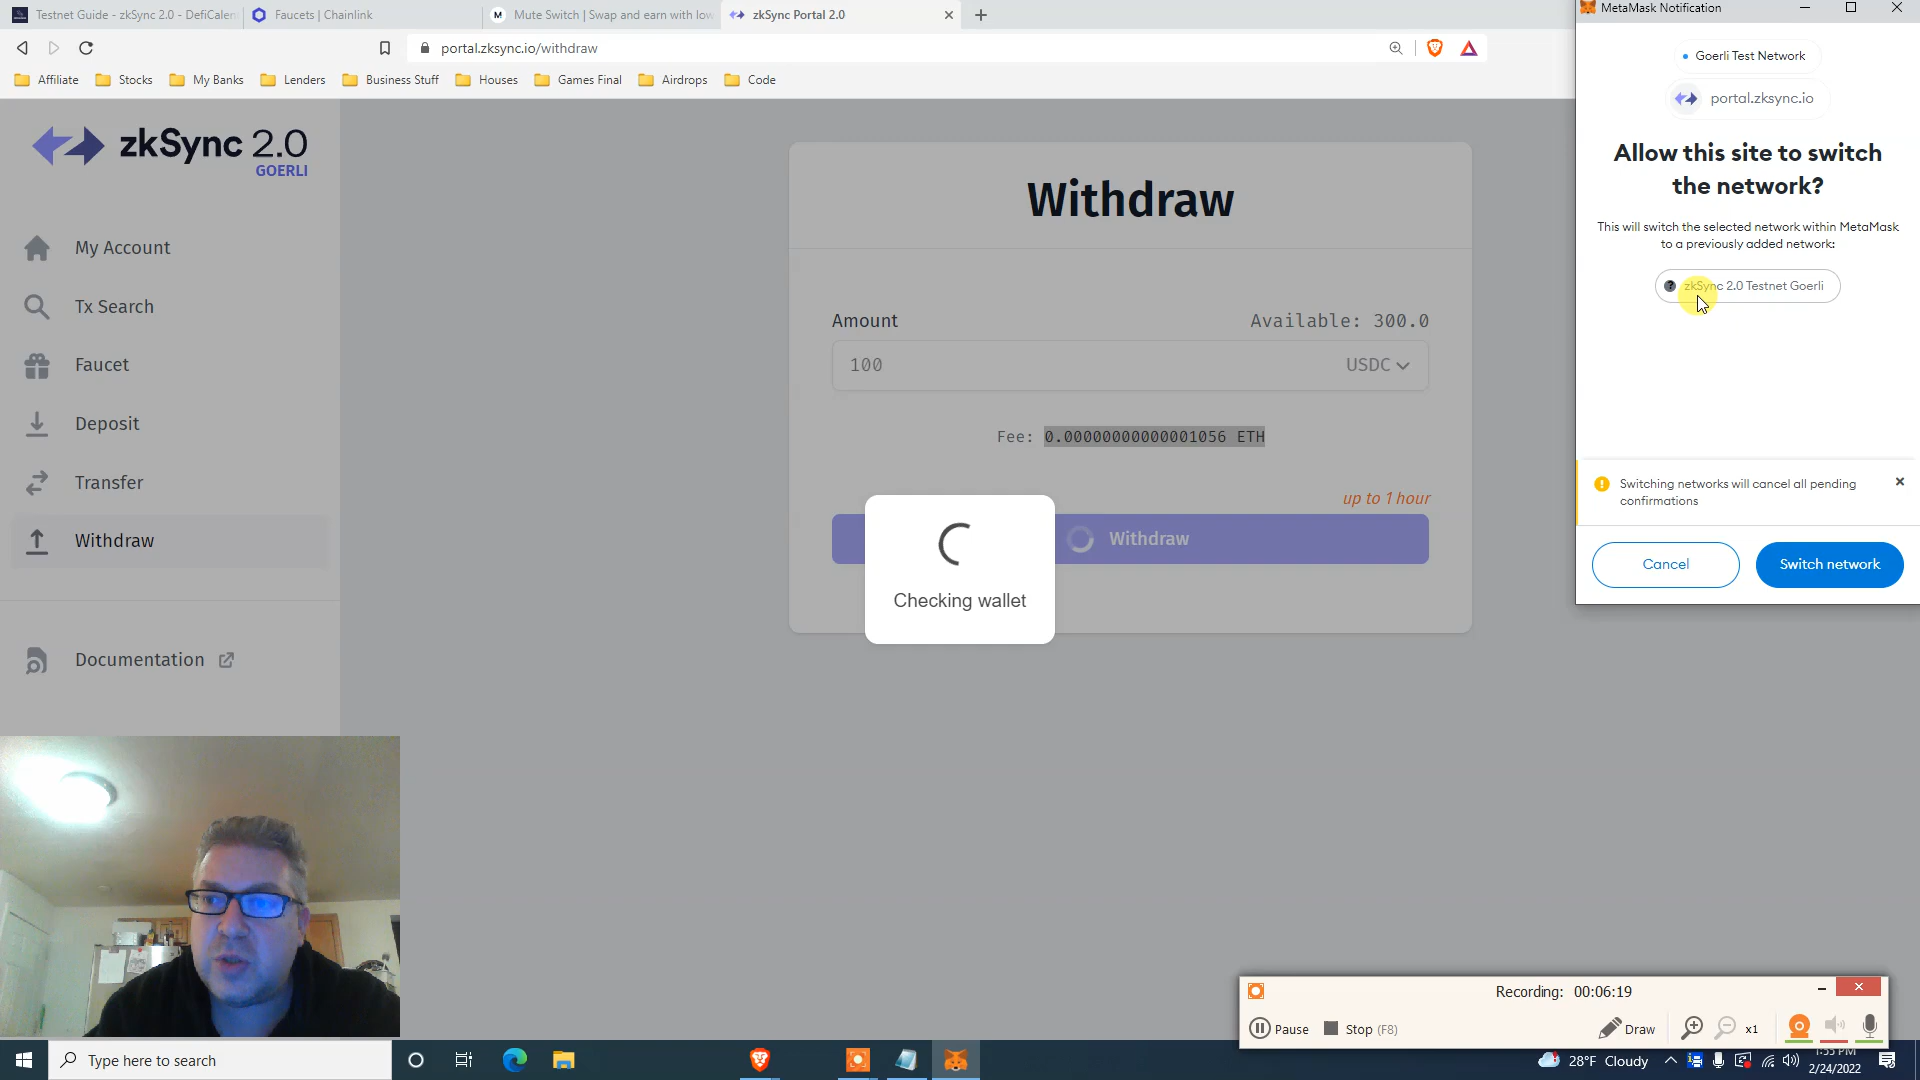 Testnet Guide - zkSync 2.0 - DefiCalen
Faucets | Chainlink
Mute Switch | Swap and earn with low
zkSync Portal 2.0
MetaMask Notification
portal.zksync.io/withdraw
Affiliate
Stocks
My Banks
Lenders
Business Stuff
Houses
Games Final
Airdrops
Code
zkSync 2.0
GOERLI
My Account
Tx Search
Faucet
Deposit
Transfer
Withdraw
Documentation
Withdraw
Amount
Available: 300.0
100
USDC
Fee: 0.00000000000001056 ETH
up to 1 hour
Withdraw
Checking wallet
Goerli Test Network
portal.zksync.io
Allow this site to switch
the network?
This will switch the selected network within MetaMask
to a previously added network:
? zkSync 2.0 Testnet Goerli
Switching networks will cancel all pending
confirmations
Cancel
Switch network
Recording: 00:06:19
Pause
Stop (F8)
Draw
x1
Type here to search
28°F Cloudy
1:55 PM
2/24/2022